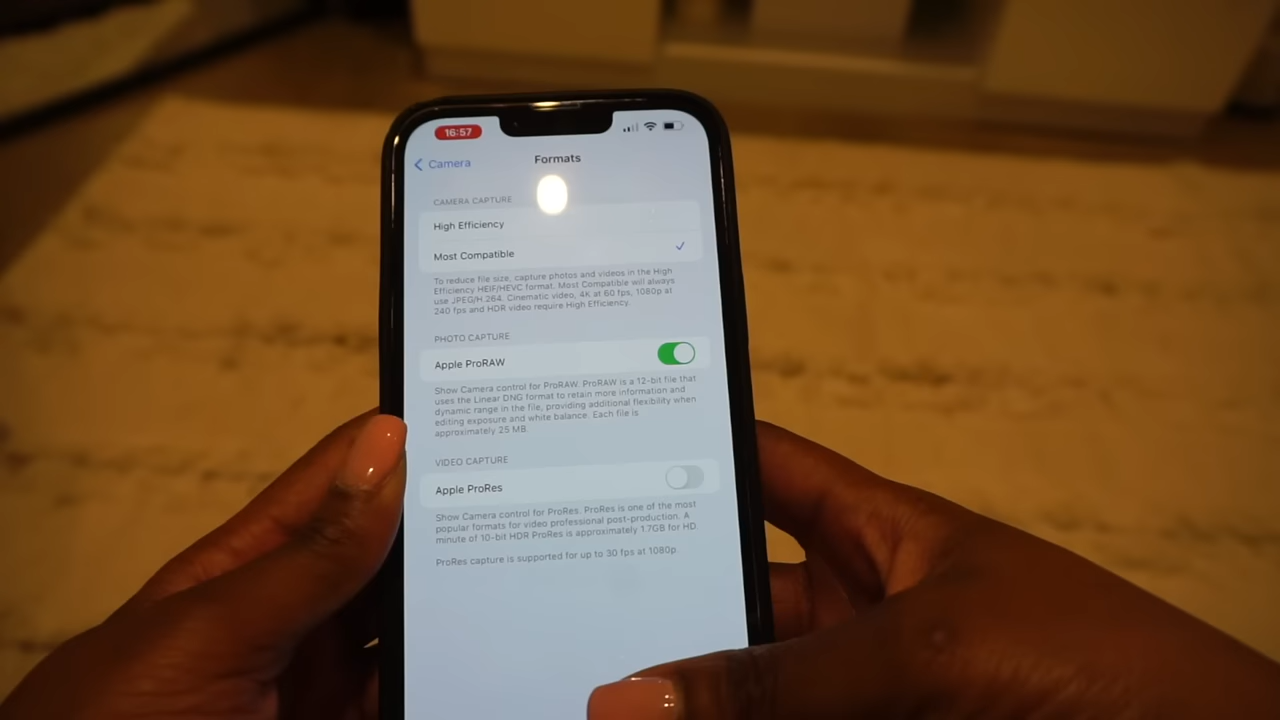 16:57
Camera
Formats
CAMERA CAPTURE
High Efficiency
Most Compatible
To reduce file size, capture photos and videos in the High
Efficiency HEIF/HEVC format. Most Compatible will always
use JPEG/H.264. Cinematic video, 4K at 60 fps, 1080p at
240 fps and HDR video require High Efficiency.
PHOTO CAPTURE
Apple ProRAW
Show Camera control for ProRAW. ProRAW is a 12-bit file that
uses the Linear DNG format to retain more information and
dynamic range in the file, providing additional flexibility when
editing exposure and white balance. Each file is
approximately 25 MB.
VIDEO CAPTURE
Apple ProRes
Show Camera control for ProRes. ProRes is one of the most
popular formats for video professional post-production. A
minute of 10-bit HDR ProRes is approximately 1.7GB for HD.
ProRes capture is supported for up to 30 fps at 1080p